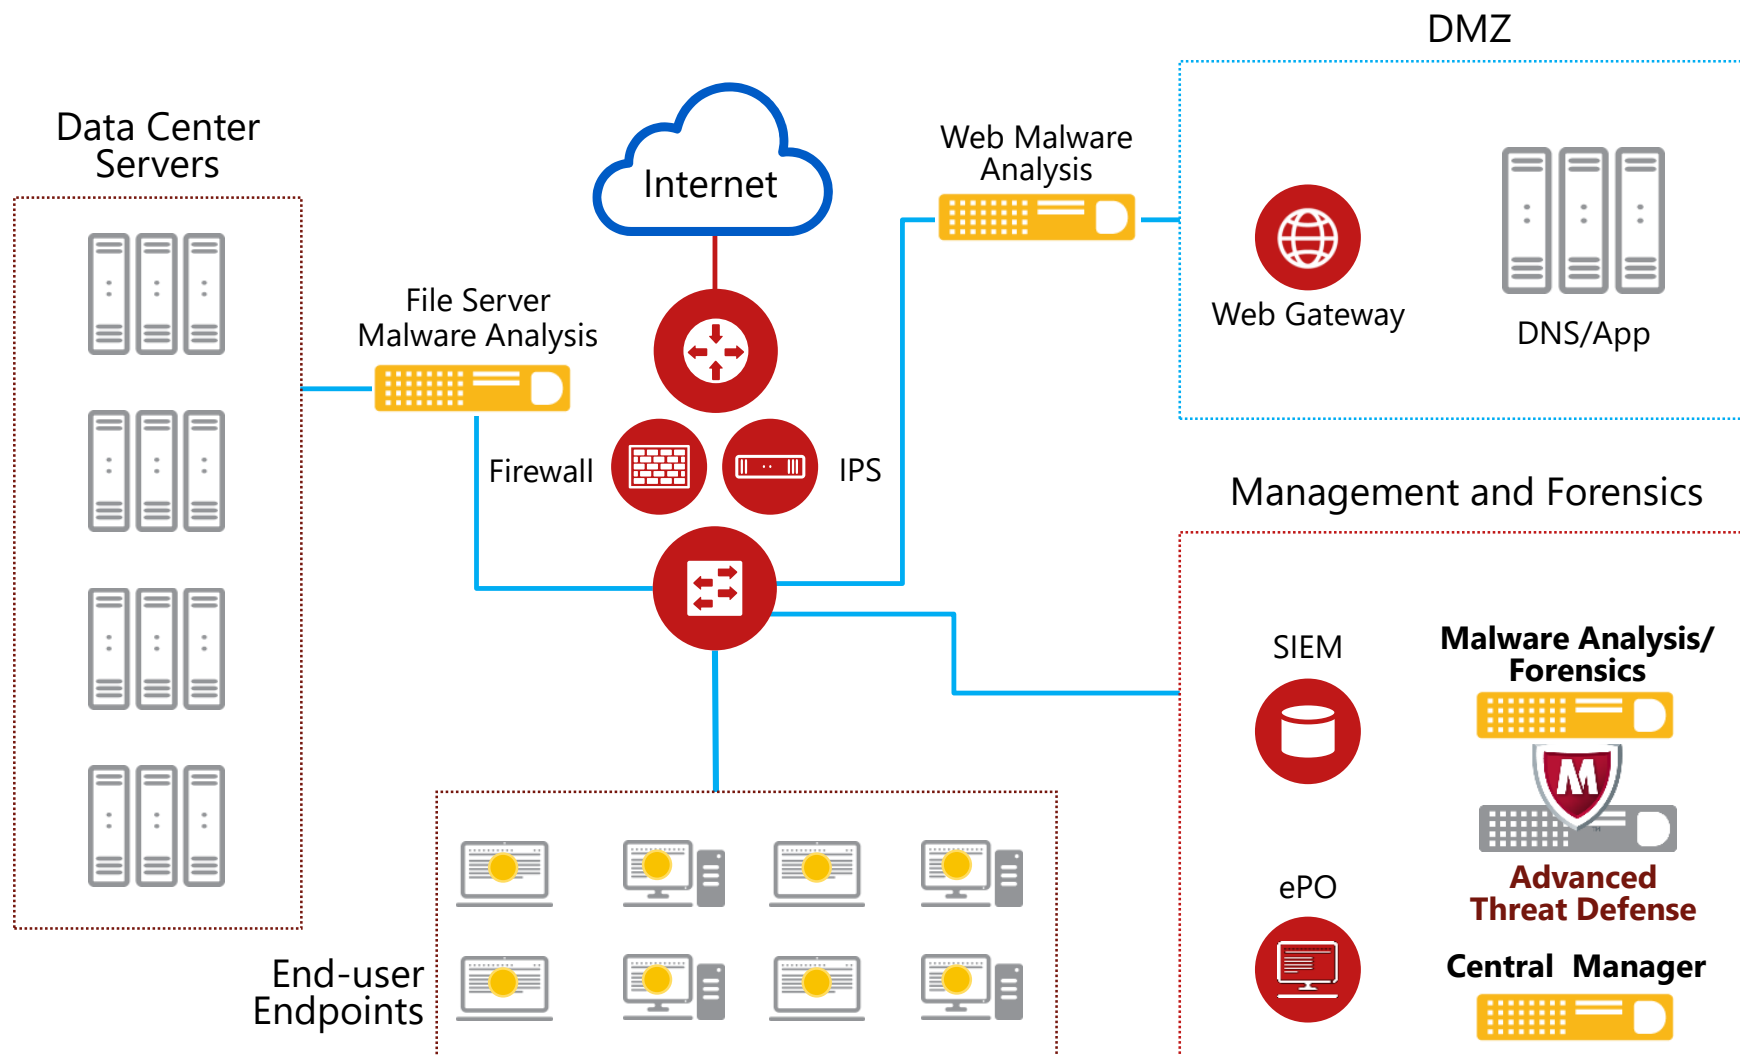 DMZ
Data Center
Servers
Internet
Web Malware
Analysis
File Server
Malware Analysis
Web Gateway
DNS/App
Firewall
IPS
Management and Forensics
SIEM
Malware Analysis/
Forensics
M
ePO
Advanced
Threat Defense
Central Manager
End-user
Endpoints